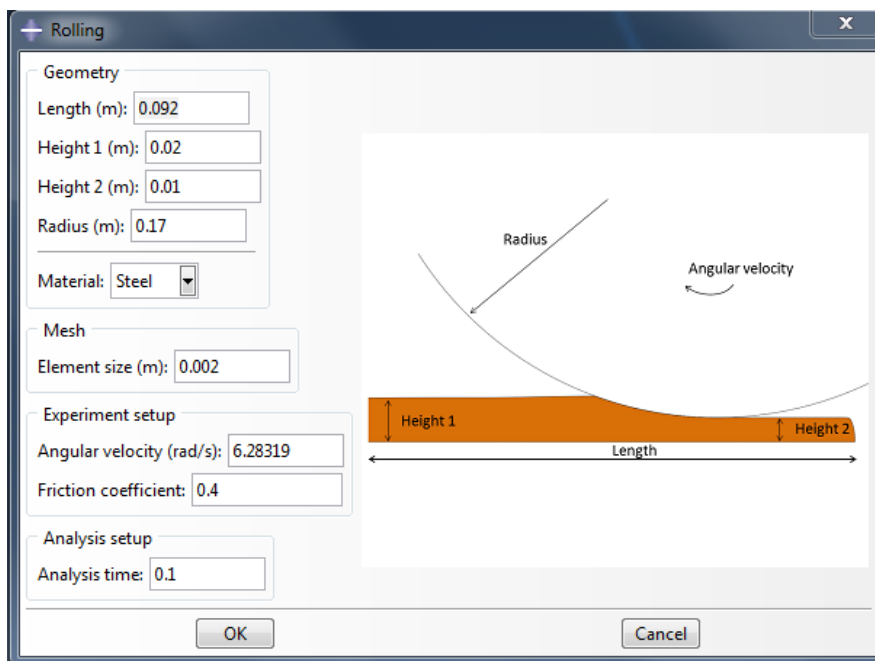 Rolling
x
Geometry
Length (m): 0.092
Height 1 (m): 0.02
Height 2 (m): 0.01
Radius (m): 0.17
Material: Steel
Mesh
Element size (m): 0.002
Experiment setup
Angular velocity (rad/s): 6.28319
Friction coefficient: 0.4
Analysis setup
Analysis time: 0.1
Radius
Angular velocity
Height 1
Height 2
Length
OK
Cancel